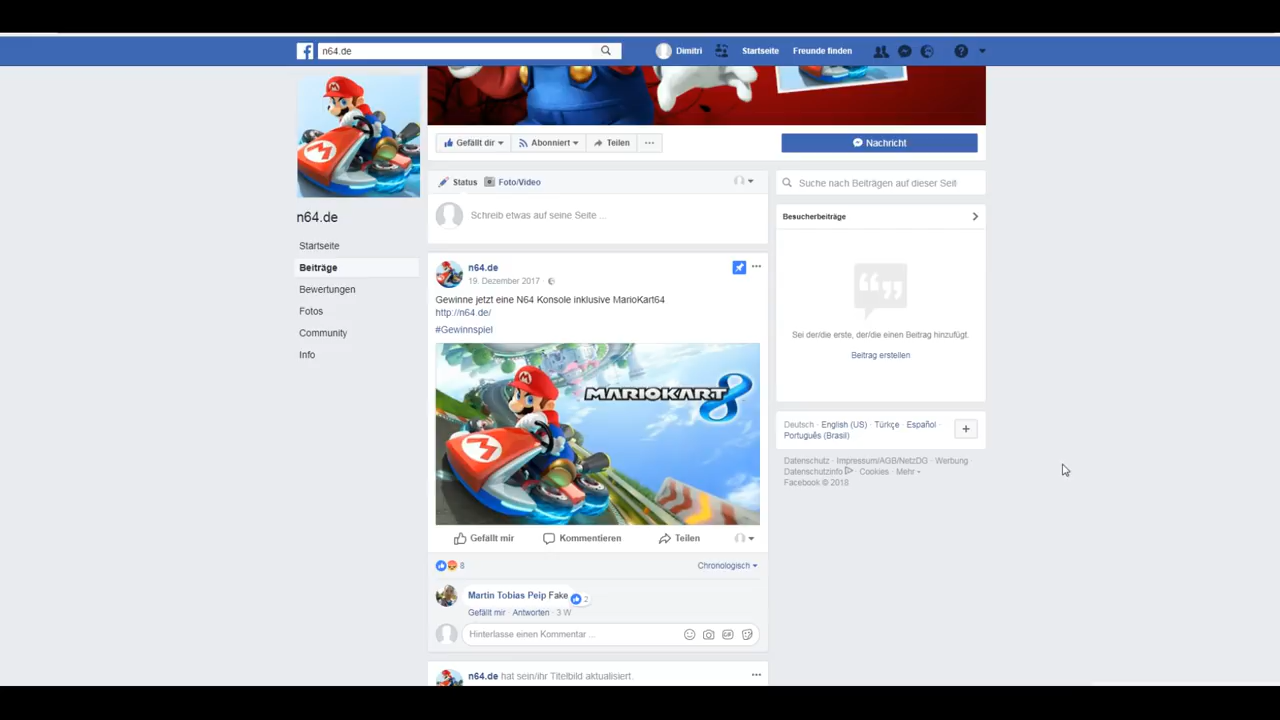 n64.de
Dimitri
Startseite
Freunde finden
Gefällt dir
Abonniert
Teilen
Nachricht
n64.de
Startseite
Beiträge
Bewertungen
Fotos
Community
Info
Status
Foto/Video
Schreib etwas auf seine Seite ...
n64.de
19. Dezember 2017
Gewinne jetzt eine N64 Konsole inklusive MarioKart64
http://n64.de/
#Gewinnspiel
MARIOKART 8
Gefällt mir
Kommentieren
Teilen
8
Chronologisch
Martin Tobias Peip Fake
2
Gefällt mir · Antworten · 3 W
Hinterlasse einen Kommentar ...
n64.de hat sein/ihr Titelbild aktualisiert.
Suche nach Beiträgen auf dieser Seit
Besucherbeiträge
Sei der/die erste, der/die einen Beitrag hinzufügt.
Beitrag erstellen
Deutsch · English (US) · Türkçe · Español ·
Português (Brasil)
Datenschutz · Impressum/AGB/NetzDG · Werbung ·
Datenschutzinfo · Cookies · Mehr
Facebook © 2018